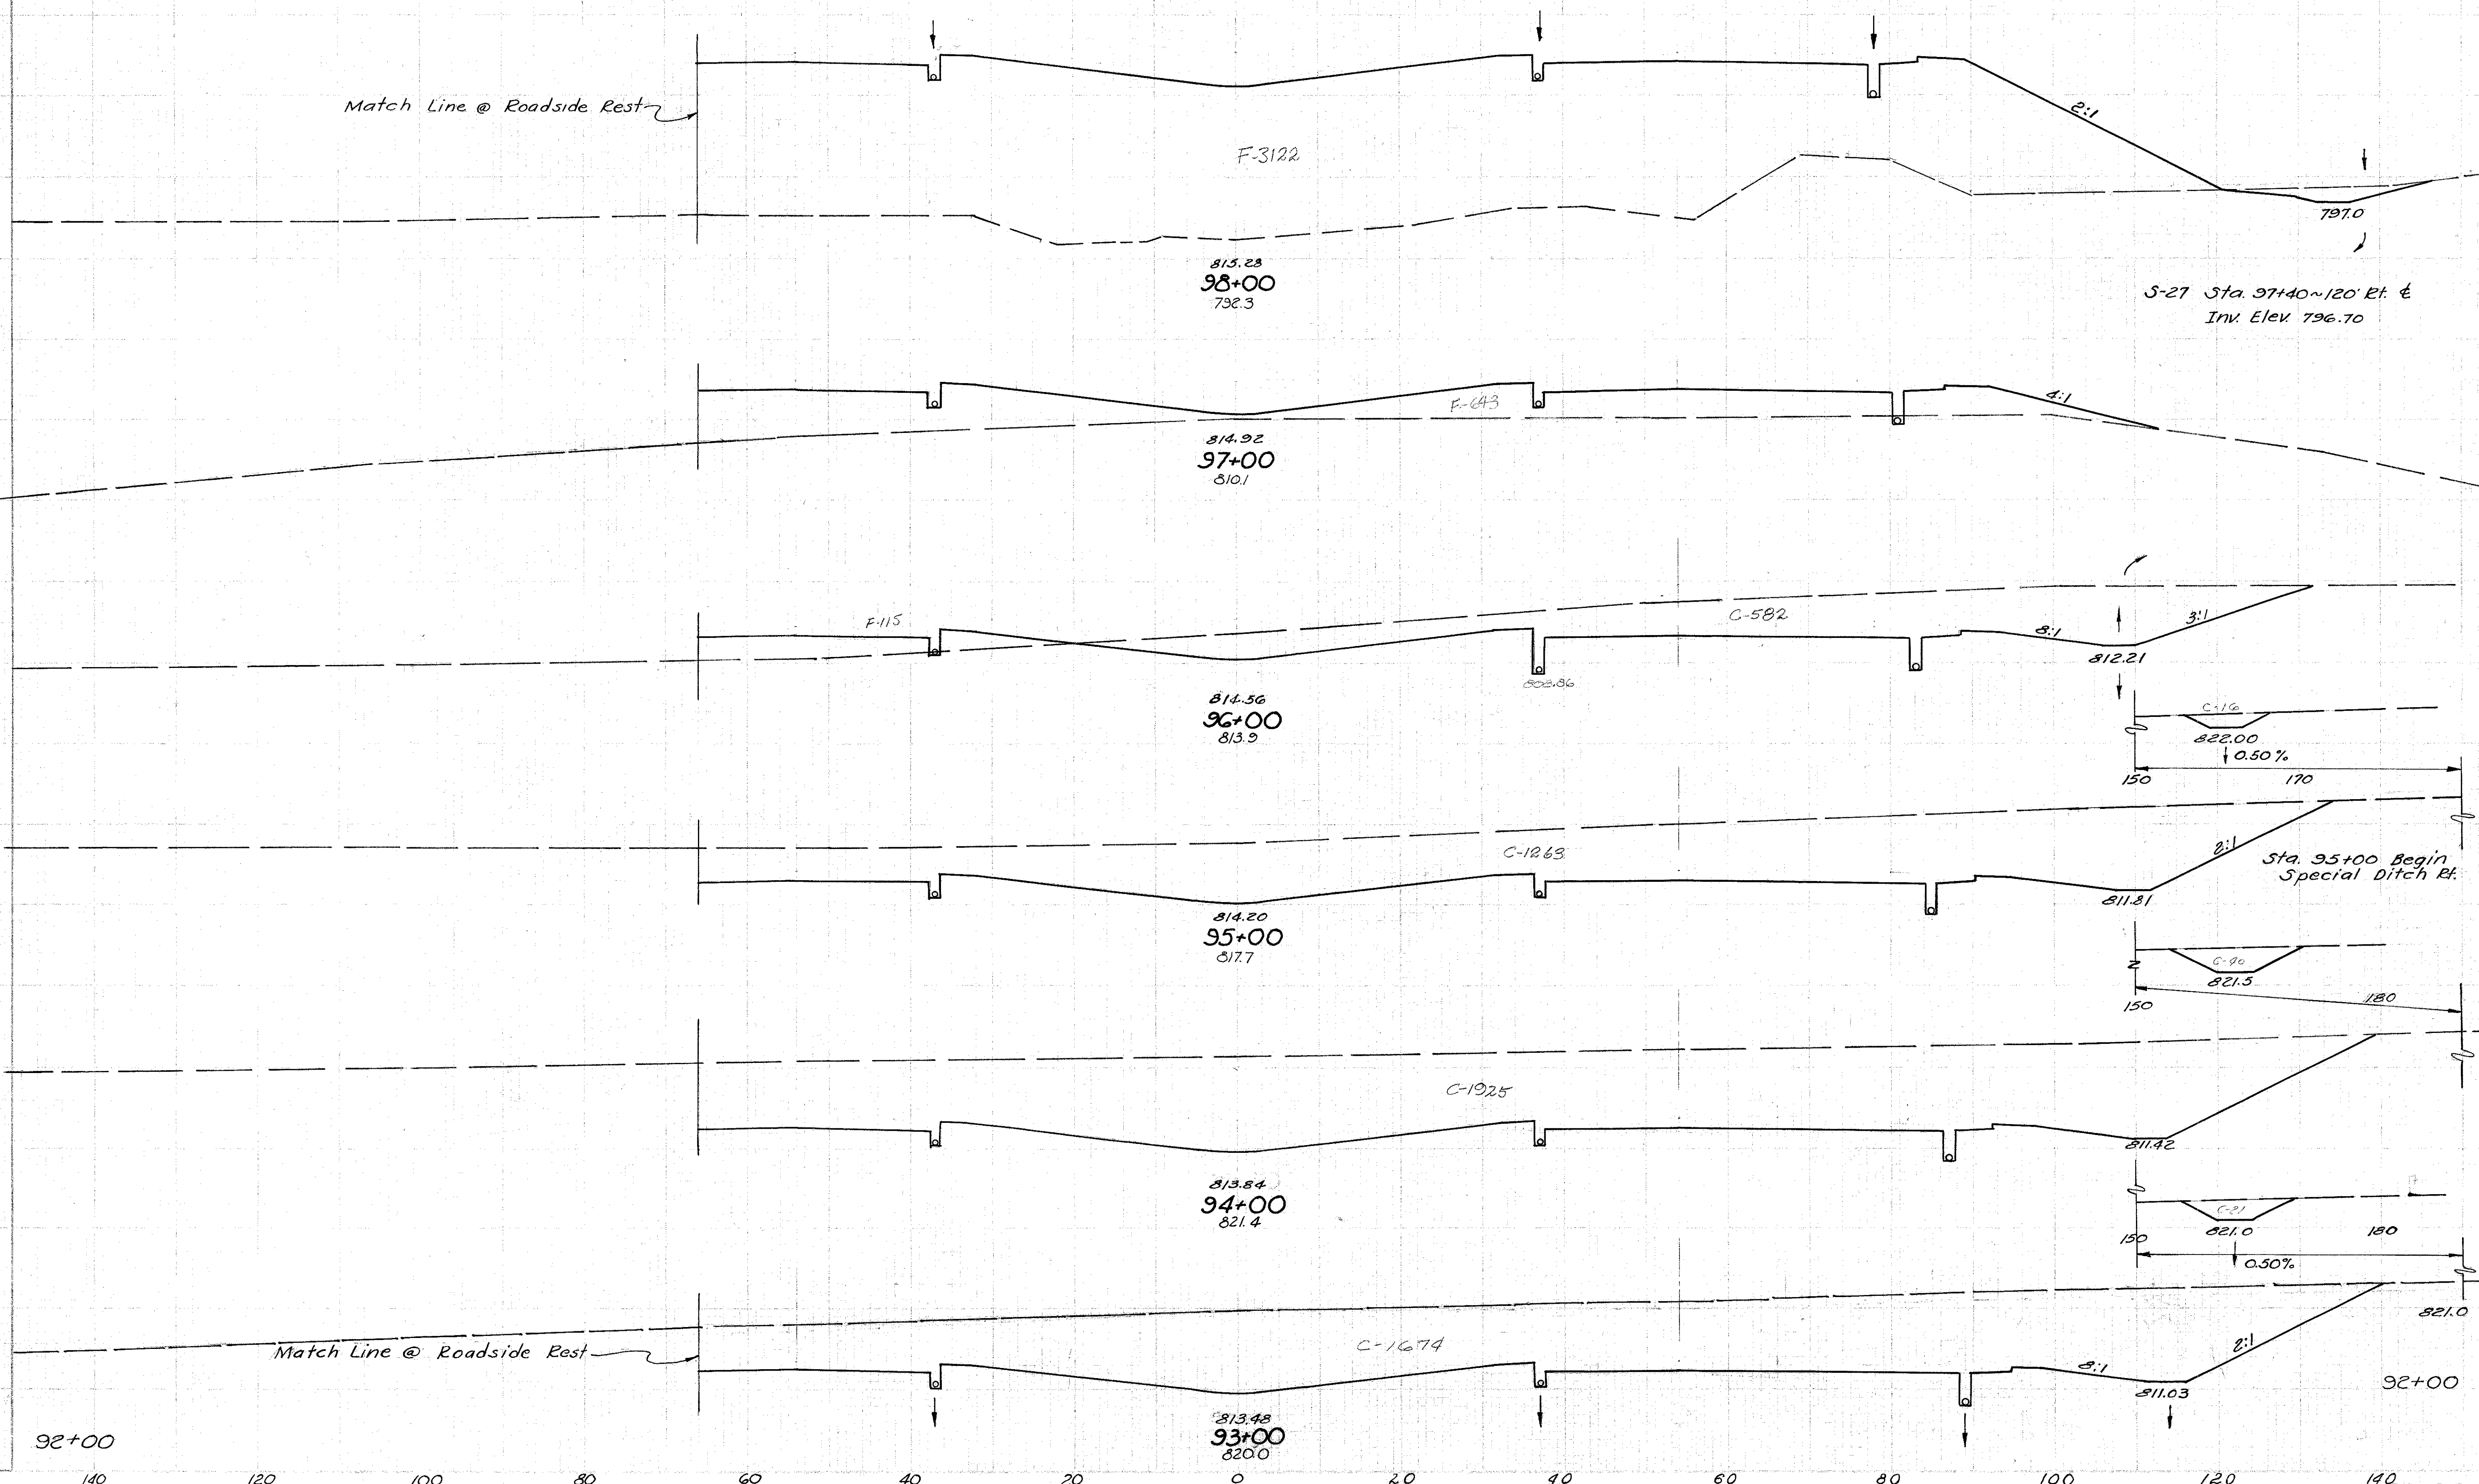 Match Line @ Roadside Rest
2:1
F-3122
797.0
815.28
98+00
792.3
S-27 Sta. 97+40~120' Rt. ℄
Inv. Elev. 796.70
F-643
4:1
814.92
97+00
810.1
F-115
C-582
8:1
3:1
812.21
814.56
96+00
813.9
C-16
822.00
0.50%
150 170
C-1263
2:1
Sta. 95+00 Begin
Special Ditch Rt.
811.81
814.20
95+00
817.7
821.5
150 180
C-1925
811.42
813.84
94+00
821.4
821.0
150 180
0.50%
821.0
Match Line @ Roadside Rest
C-1674
2:1
8:1
811.03
92+00
813.48
93+00
820.0
92+00
140 120 100 80 60 40 20 0 20 40 60 80 100 120 140